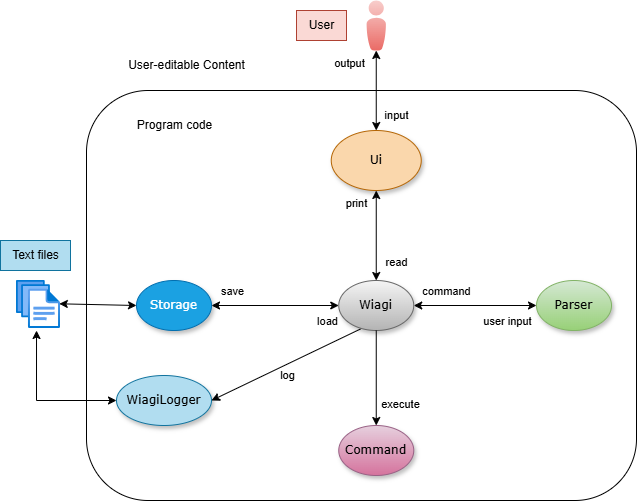 User
output
User-editable Content
input
Program code
Ui
print
read
Text files
Storage
save
load
Wiagi
command
user input
Parser
log
WiagiLogger
execute
Command